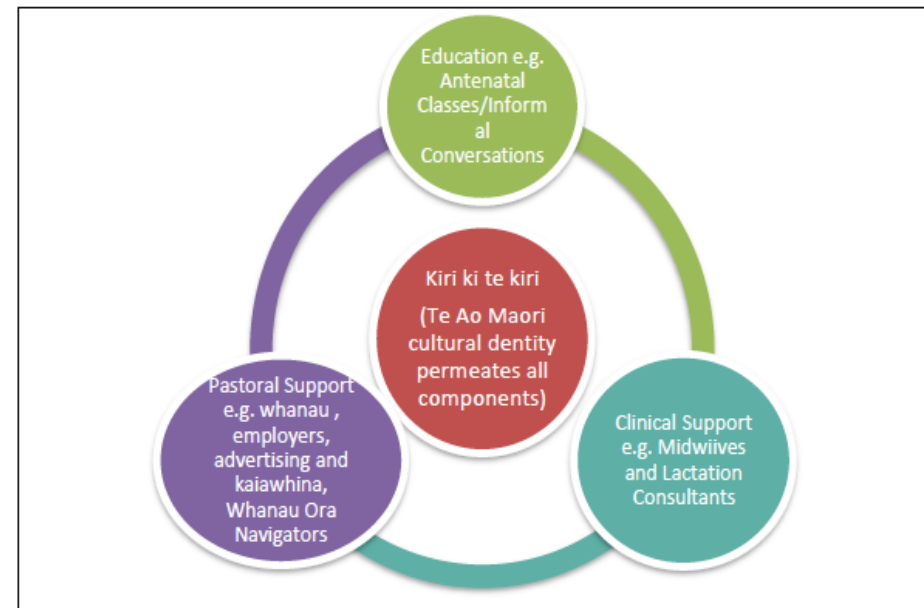 Education e.g.
Antenatal
Classes/Inform
al
Conversations
Kiri ki te kiri
(Te Ao Maori
cultural dentity
permeates all
components)
Pastoral Support
e.g. whanau ,
employers,
advertising and
kaiawhina,
Whanau Ora
Navigators
Clinical Support
e.g. Midwiives
and Lactation
Consultants